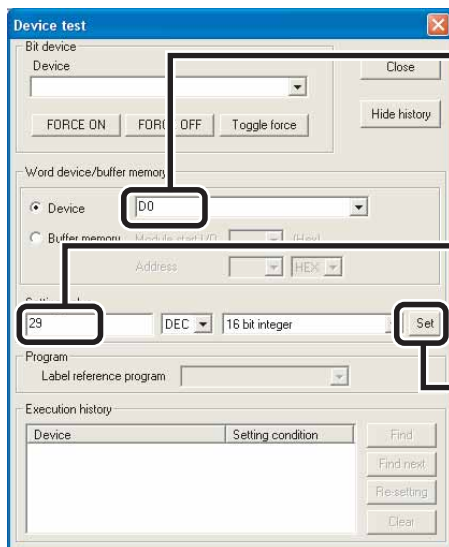 Device test
Bit device
Device
Close
FORCE ON FORCE OFF Toggle force
Hide history
Word device/buffer memory
Device D0
Buffer memory Module start I/O (Hex)
Address HEX
Setting value
29 DEC 16 bit integer Set
Program
Label reference program
Execution history
Device Setting condition
Find
Find next
Re-setting
Clear